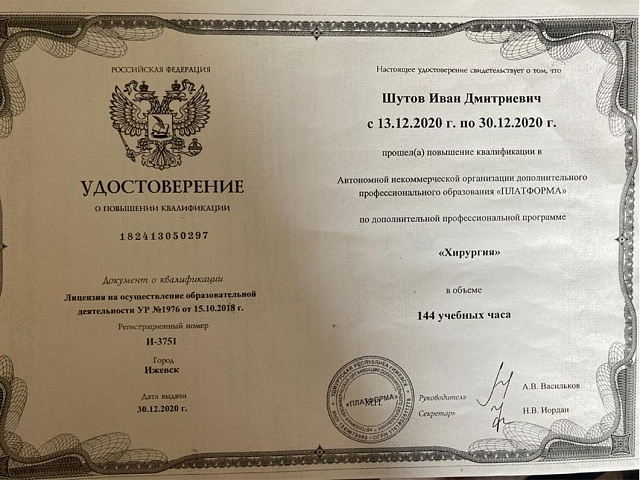 РОССИЙСКАЯ ФЕДЕРАЦИЯ
УДОСТОВЕРЕНИЕ
О ПОВЫШЕНИИ КВАЛИФИКАЦИИ
182413050297
Документ о квалификации
Лицензия на осуществление образовательной
деятельности УР №1976 от 15.10.2018 г.
Регистрационный номер
И-3751
Город
Ижевск
Дата выдачи
30.12.2020 г.
Настоящее удостоверение свидетельствует о том, что
Шутов Иван Дмитриевич
с 13.12.2020 г. по 30.12.2020 г.
прошел(а) повышение квалификации в
Автономной некоммерческой организации дополнительного
профессионального образования «ПЛАТФОРМА»
по дополнительной профессиональной программе
«Хирургия»
в объеме
144 учебных часа
«ПЛАТФОРМА»
М.П.
Руководитель
А.В. Васильков
Секретарь
Н.В. Иордан